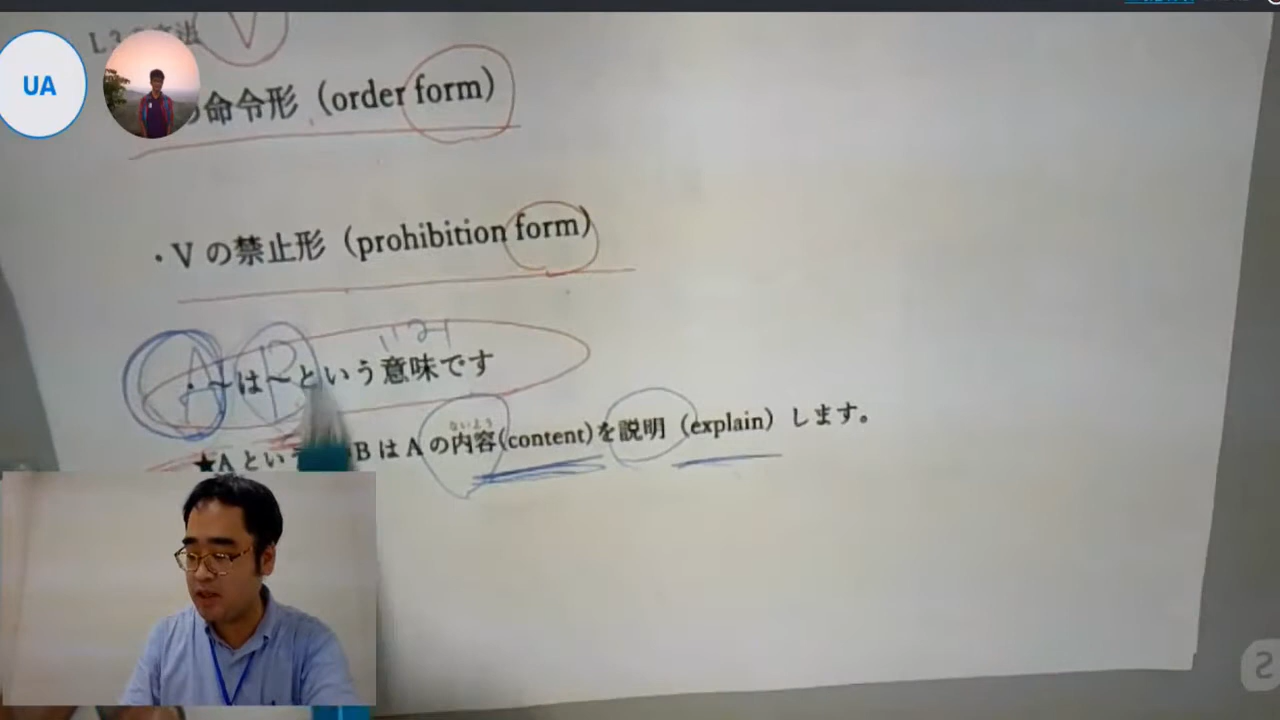 UA
V
の命令形（order form）
・V の禁止形（prohibition form）
いみ
A B
・～は～という意味です
ないよう
★A とい B は A の内容(content)を説明（explain）します。